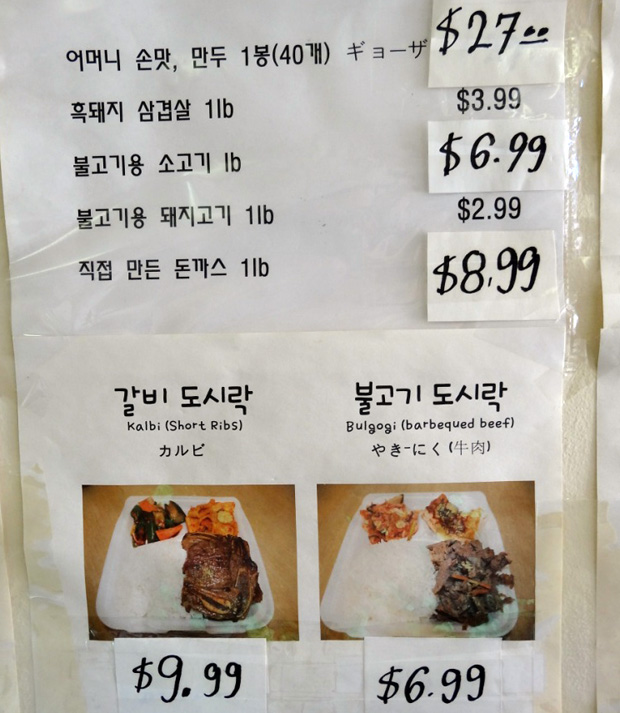 어머니 손맛, 만두 1봉(40개) ギョーザ $27.00
흑돼지 삼겹살 1lb $3.99
불고기용 소고기 lb $6.99
불고기용 돼지고기 1lb $2.99
직접 만든 돈까스 1lb $8.99
갈비 도시락
Kalbi (Short Ribs)
カルビ
$9.99
불고기 도시락
Bulgogi (barbequed beef)
やきーにく(牛肉)
$6.99